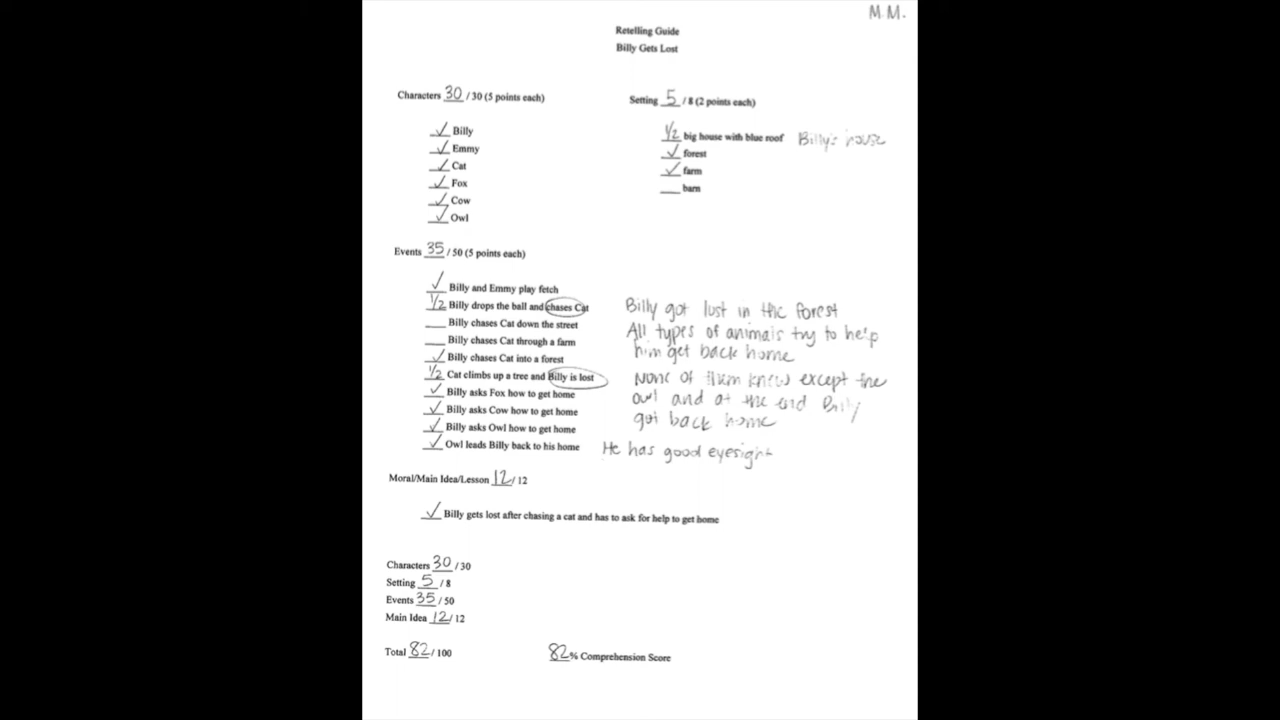 M.M.
Retelling Guide
Billy Gets Lost
Characters 30 / 30 (5 points each)
✓ Billy
✓ Emmy
✓ Cat
✓ Fox
✓ Cow
✓ Owl
Setting 5 / 8 (2 points each)
1/2 big house with blue roof Billy's house
✓ forest
✓ farm
__ barn
Events 35 / 50 (5 points each)
✓ Billy and Emmy play fetch
1/2 Billy drops the ball and chases Cat
__ Billy chases Cat down the street
__ Billy chases Cat through a farm
✓ Billy chases Cat into a forest
1/2 Cat climbs up a tree and Billy is lost
✓ Billy asks Fox how to get home
✓ Billy asks Cow how to get home
✓ Billy asks Owl how to get home
✓ Owl leads Billy back to his home
Billy got lost in the forest
All types of animals try to help
him get back home
None of them knew except the
owl and at the end Billy
got back home
He has good eyesight
Moral/Main Idea/Lesson 12 / 12
✓ Billy gets lost after chasing a cat and has to ask for help to get home
Characters 30 / 30
Setting 5 / 8
Events 35 / 50
Main Idea 12 / 12
Total 82 / 100
82 % Comprehension Score